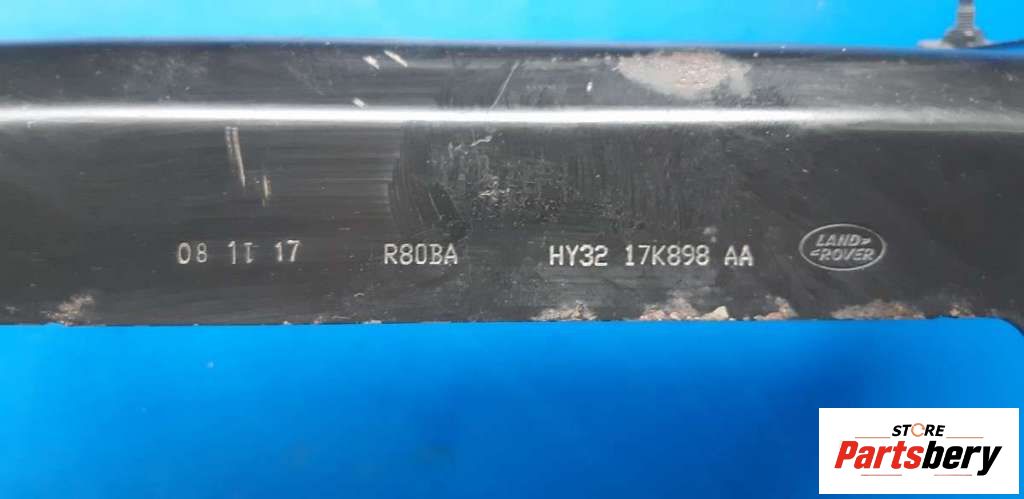 08 11 17 R80BA HY32 17K898 AA
LAND
ROVER
STORE
Partsbery